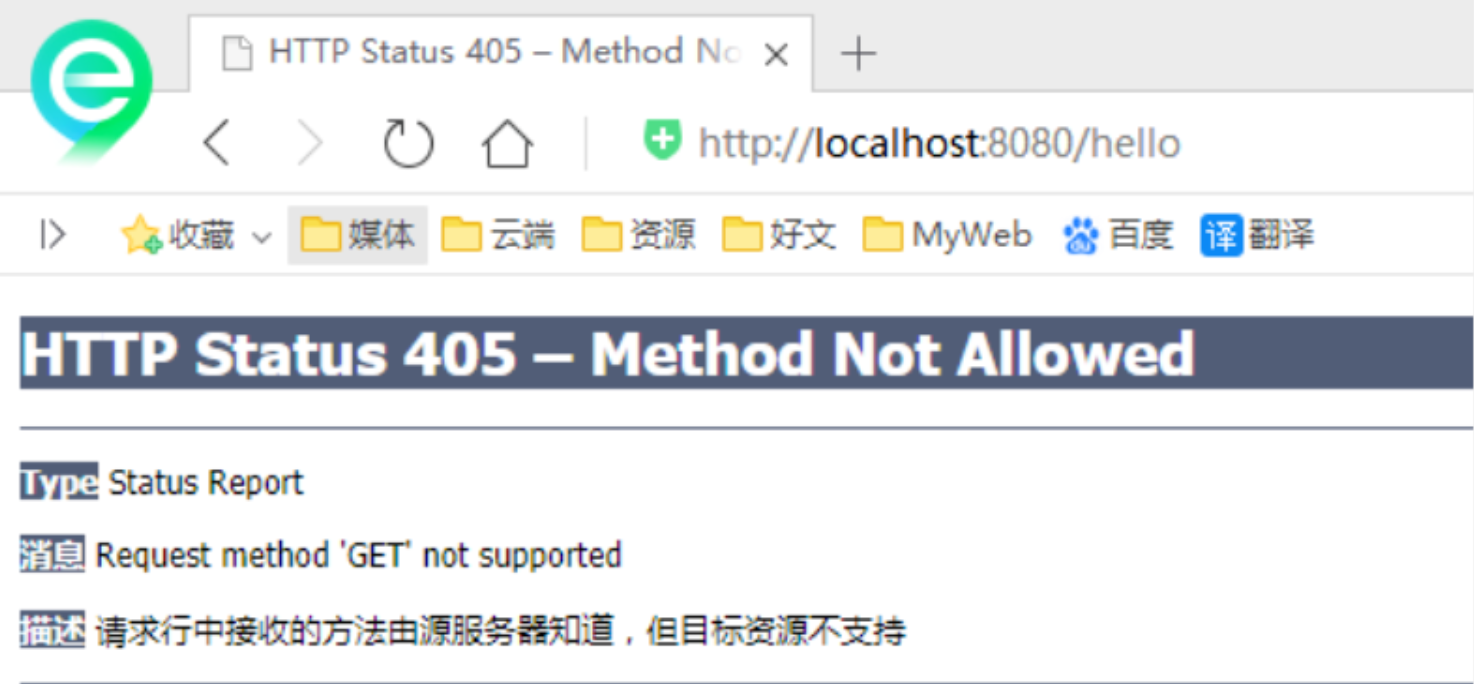 HTTP Status 405 – Method No
http://localhost:8080/hello
收藏 媒体 云端 资源 好文 MyWeb 百度 译 翻译
HTTP Status 405 – Method Not Allowed
Type Status Report
消息 Request method 'GET' not supported
描述 请求行中接收的方法由源服务器知道，但目标资源不支持